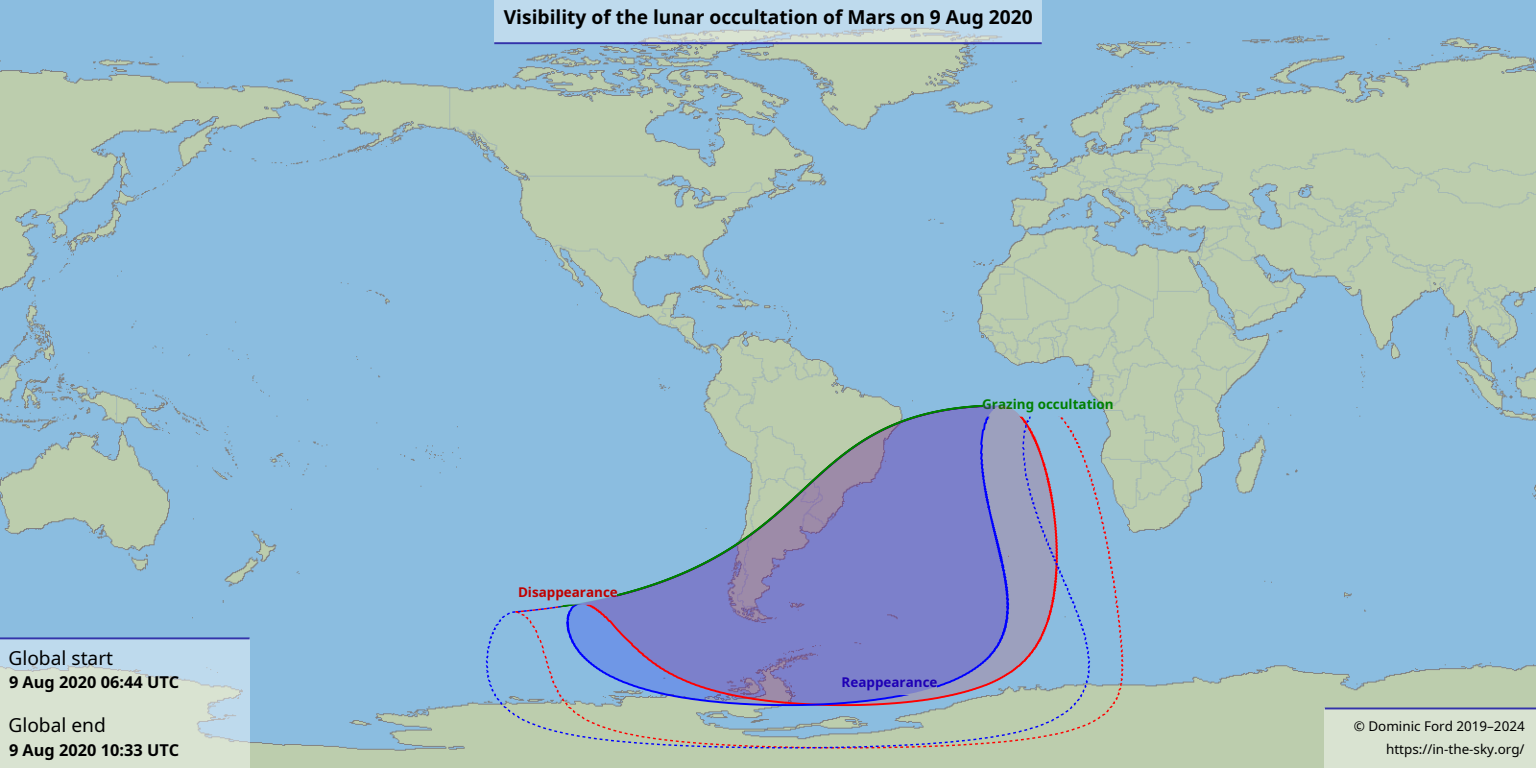 Visibility of the lunar occultation of Mars on 9 Aug 2020
Grazing occultation
Disappearance
Reappearance
Global start
9 Aug 2020 06:44 UTC
Global end
9 Aug 2020 10:33 UTC
© Dominic Ford 2019–2024
https://in-the-sky.org/